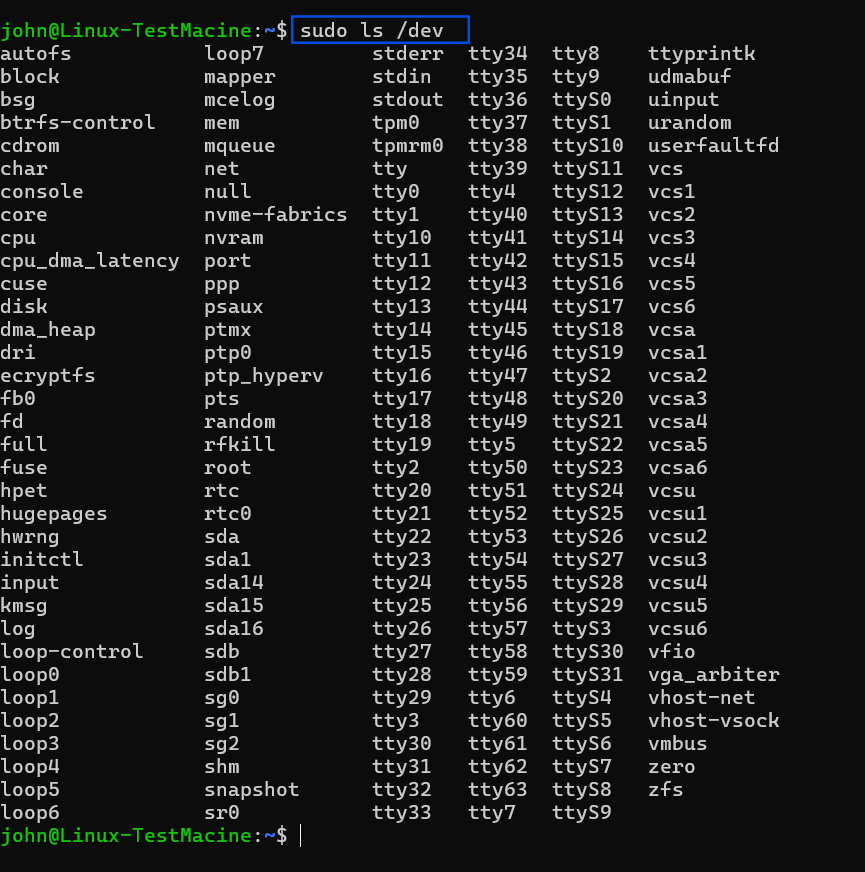 john@Linux-TestMacine:~$ sudo ls /dev
autofs loop7 stderr tty34 tty8 ttyprintk
block mapper stdin tty35 tty9 udmabuf
bsg mcelog stdout tty36 ttyS0 uinput
btrfs-control mem tpm0 tty37 ttyS1 urandom
cdrom mqueue tpmrm0 tty38 ttyS10 userfaultfd
char net tty tty39 ttyS11 vcs
console null tty0 tty4 ttyS12 vcs1
core nvme-fabrics tty1 tty40 ttyS13 vcs2
cpu nvram tty10 tty41 ttyS14 vcs3
cpu_dma_latency port tty11 tty42 ttyS15 vcs4
cuse ppp tty12 tty43 ttyS16 vcs5
disk psaux tty13 tty44 ttyS17 vcs6
dma_heap ptmx tty14 tty45 ttyS18 vcsa
dri ptp0 tty15 tty46 ttyS19 vcsa1
ecryptfs ptp_hyperv tty16 tty47 ttyS2 vcsa2
fb0 pts tty17 tty48 ttyS20 vcsa3
fd random tty18 tty49 ttyS21 vcsa4
full rfkill tty19 tty5 ttyS22 vcsa5
fuse root tty2 tty50 ttyS23 vcsa6
hpet rtc tty20 tty51 ttyS24 vcsu
hugepages rtc0 tty21 tty52 ttyS25 vcsu1
hwrng sda tty22 tty53 ttyS26 vcsu2
initctl sda1 tty23 tty54 ttyS27 vcsu3
input sda14 tty24 tty55 ttyS28 vcsu4
kmsg sda15 tty25 tty56 ttyS29 vcsu5
log sda16 tty26 tty57 ttyS3 vcsu6
loop-control sdb tty27 tty58 ttyS30 vfio
loop0 sdb1 tty28 tty59 ttyS31 vga_arbiter
loop1 sg0 tty29 tty6 ttyS4 vhost-net
loop2 sg1 tty3 tty60 ttyS5 vhost-vsock
loop3 sg2 tty30 tty61 ttyS6 vmbus
loop4 shm tty31 tty62 ttyS7 zero
loop5 snapshot tty32 tty63 ttyS8 zfs
loop6 sr0 tty33 tty7 ttyS9
john@Linux-TestMacine:~$